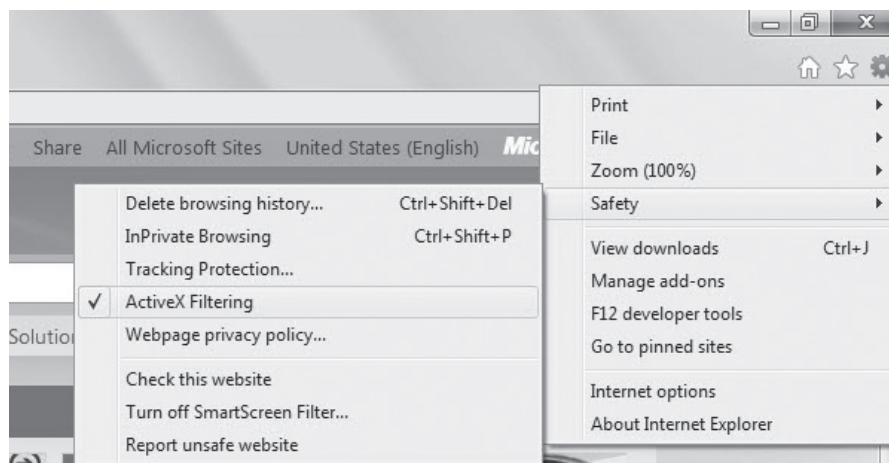 Print
File
Share All Microsoft Sites United States (English) Mic
Zoom (100%)
Delete browsing history... Ctrl+Shift+Del
Safety
InPrivate Browsing Ctrl+Shift+P
Tracking Protection...
ActiveX Filtering
Webpage privacy policy...
Check this website
Turn off SmartScreen Filter...
Report unsafe website
View downloads Ctrl+J
Manage add-ons
F12 developer tools
Go to pinned sites
Internet options
About Internet Explorer
Solutio